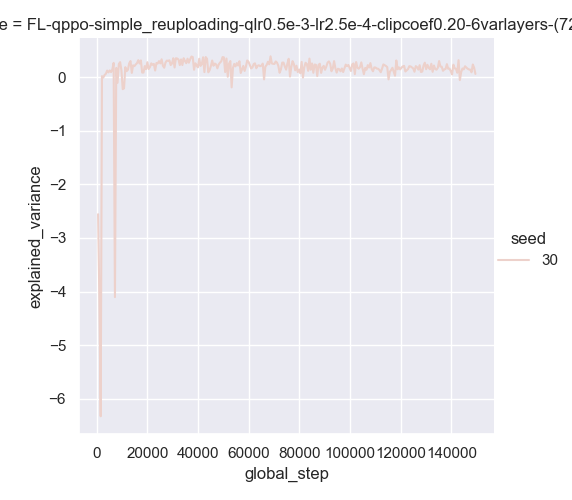 e = FL-qppo-simple_reuploading-qlr0.5e-3-lr2.5e-4-clipcoef0.20-6varlayers-(72
0
−1
−2
−3
−4
−5
−6
explained_variance
seed
30
0 20000 40000 60000 80000 100000 120000 140000
global_step